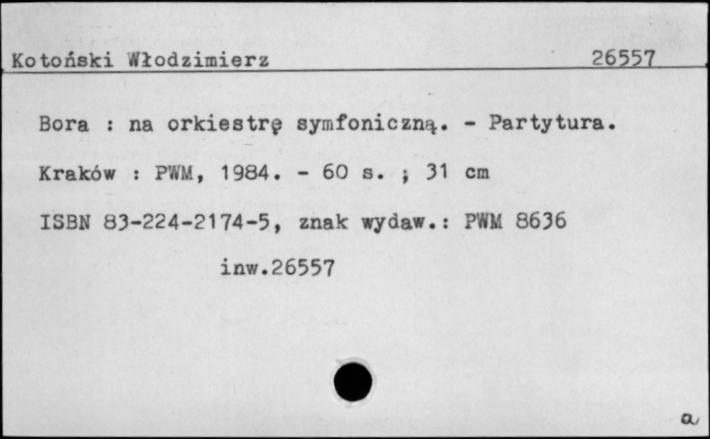 Kotoński Włodzimierz 26557
Bora : na orkiestrę symfoniczną. - Partytura.
Kraków : PWM, 1984. - 60 s. ; 31 cm
ISBN 83-224-2174-5, znak wydaw.: PWM 8636
inw.26557
a